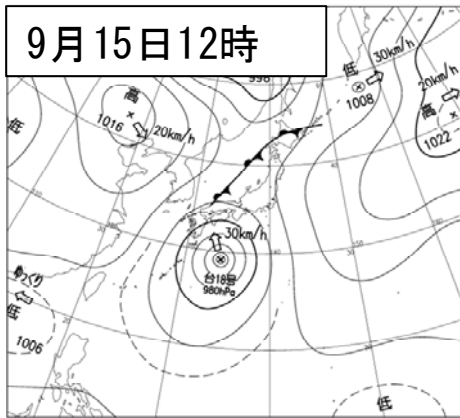 9月15日12時
998
低
30km/h
1008
20km/h
高
1022
高
1016
20km/h
低
30km/h
台18号
980hPa
ゆっくり
低
1006
低